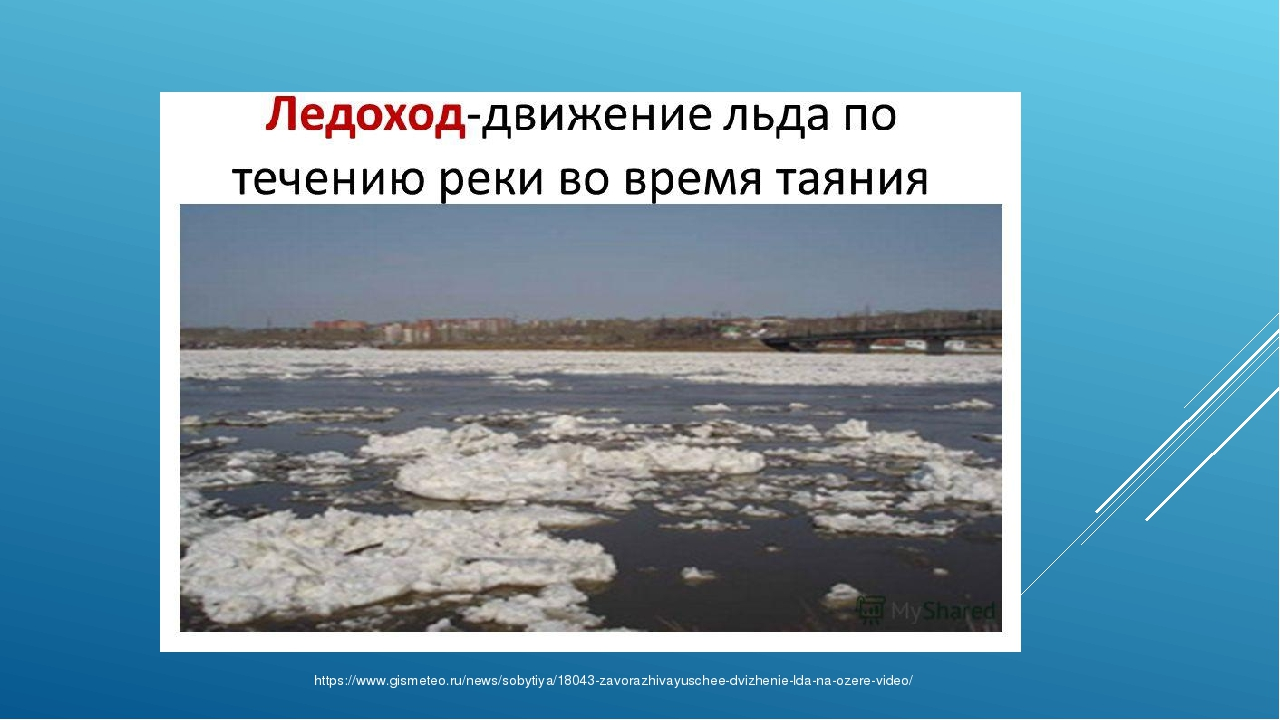 Ледоход-движение льда по
течению реки во время таяния
MyShared
https://www.gismeteo.ru/news/sobytiya/18043-zavorazhivayuschee-dvizhenie-lda-na-ozere-video/